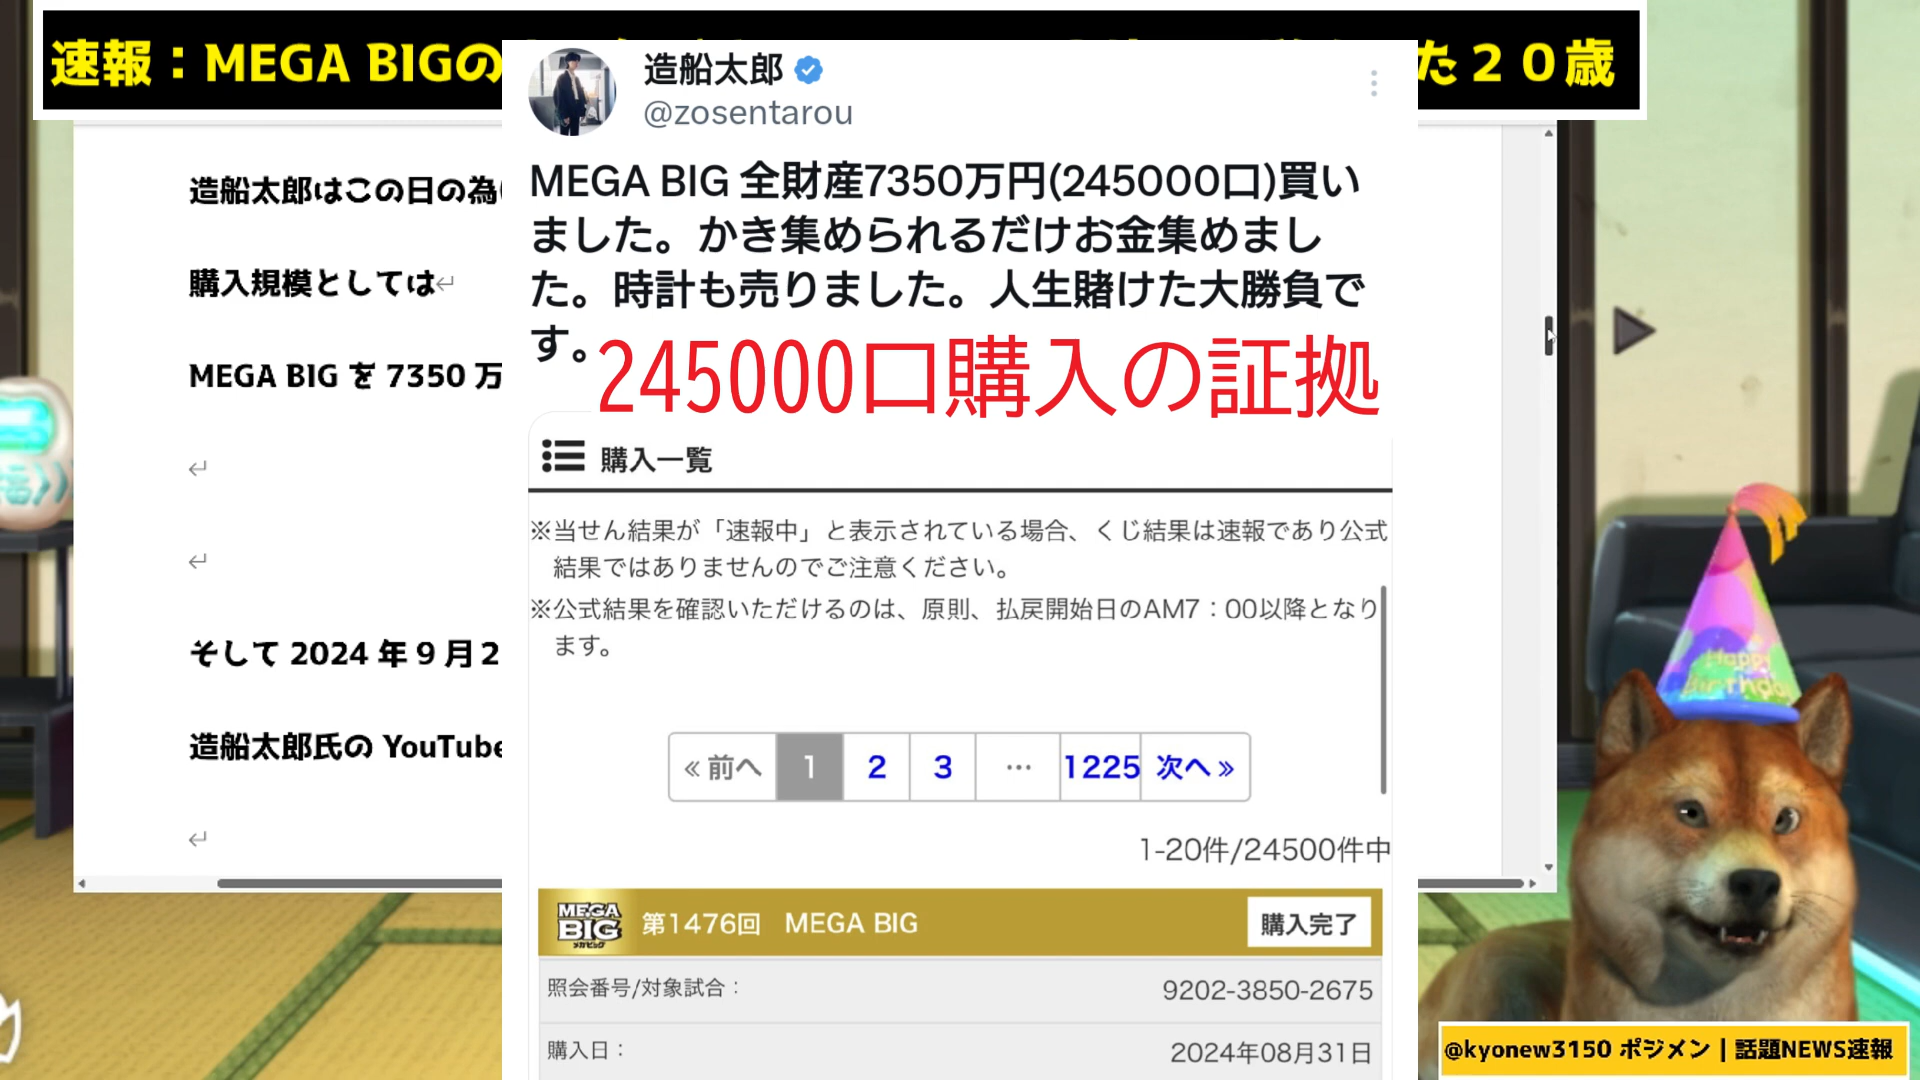 速報：MEGA BIGの
た２０歳
造船太郎はこの日の為
購入規模としては
MEGA BIG を 7350 万
そして 2024 年９月２
造船太郎氏の YouTube
造船太郎
@zosentarou
MEGA BIG 全財産7350万円(245000口)買い
ました。かき集められるだけお金集めまし
た。時計も売りました。人生賭けた大勝負で
す。
245000口購入の証拠
購入一覧
※当せん結果が「速報中」と表示されている場合、くじ結果は速報であり公式
結果ではありませんのでご注意ください。
※公式結果を確認いただけるのは、原則、払戻開始日のAM7：00以降となり
ます。
« 前へ 1 2 3 … 1225 次へ »
1-20件/24500件中
MEGA BIG メガビッグ 第1476回 MEGA BIG 購入完了
照会番号/対象試合： 9202-3850-2675
購入日： 2024年08月31日
Happy
Birthday
@kyonew3150 ポジメン | 話題NEWS速報